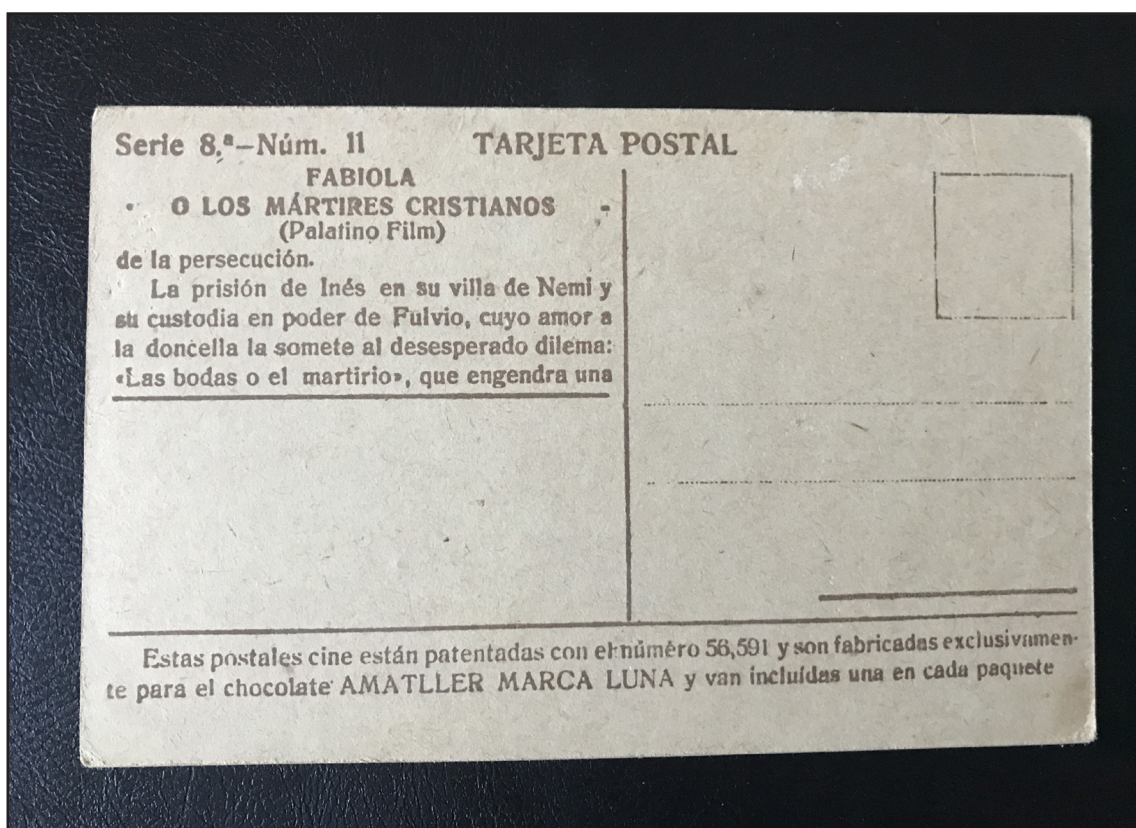 Serie 8.ª—Núm. 11 TARJETA POSTAL
FABIOLA
O LOS MÁRTIRES CRISTIANOS -
(Palatino Film)
de la persecución.
La prisión de Inés en su villa de Nemi y
su custodia en poder de Fulvio, cuyo amor a
la doncella la somete al desesperado dilema:
«Las bodas o el martirio», que engendra una
Estas postales cine están patentadas con el número 56,591 y son fabricadas exclusivamen-
te para el chocolate AMATLLER MARCA LUNA y van incluídas una en cada paquete